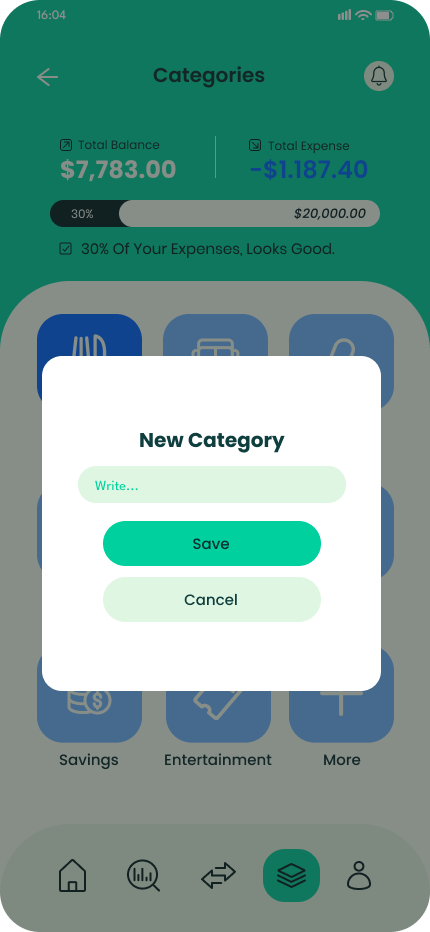 16:04
Categories
Total Balance
Total Expense
$7,783.00
-$1.187.40
30%
$20,000.00
30% Of Your Expenses, Looks Good.
New Category
Write...
Save
Cancel
$
Savings
Entertainment
More